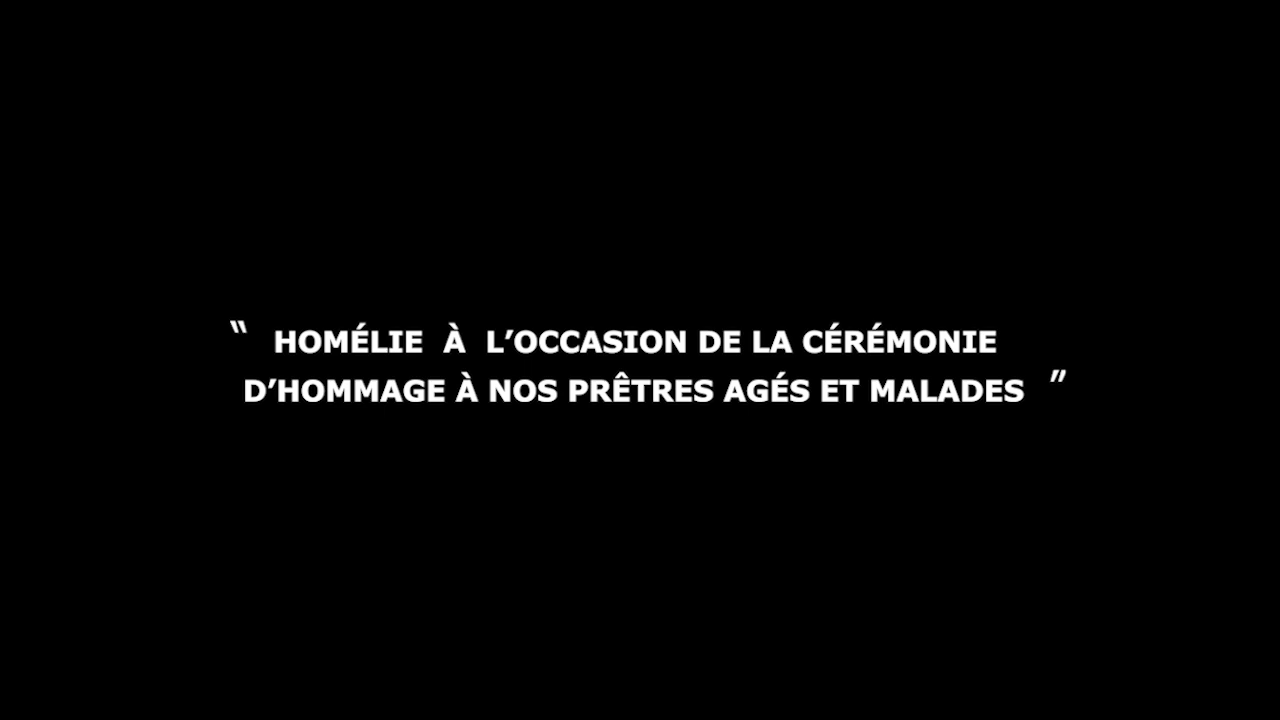 “ HOMÉLIE À L’OCCASION DE LA CÉRÉMONIE
D’HOMMAGE À NOS PRÊTRES AGÉS ET MALADES ”